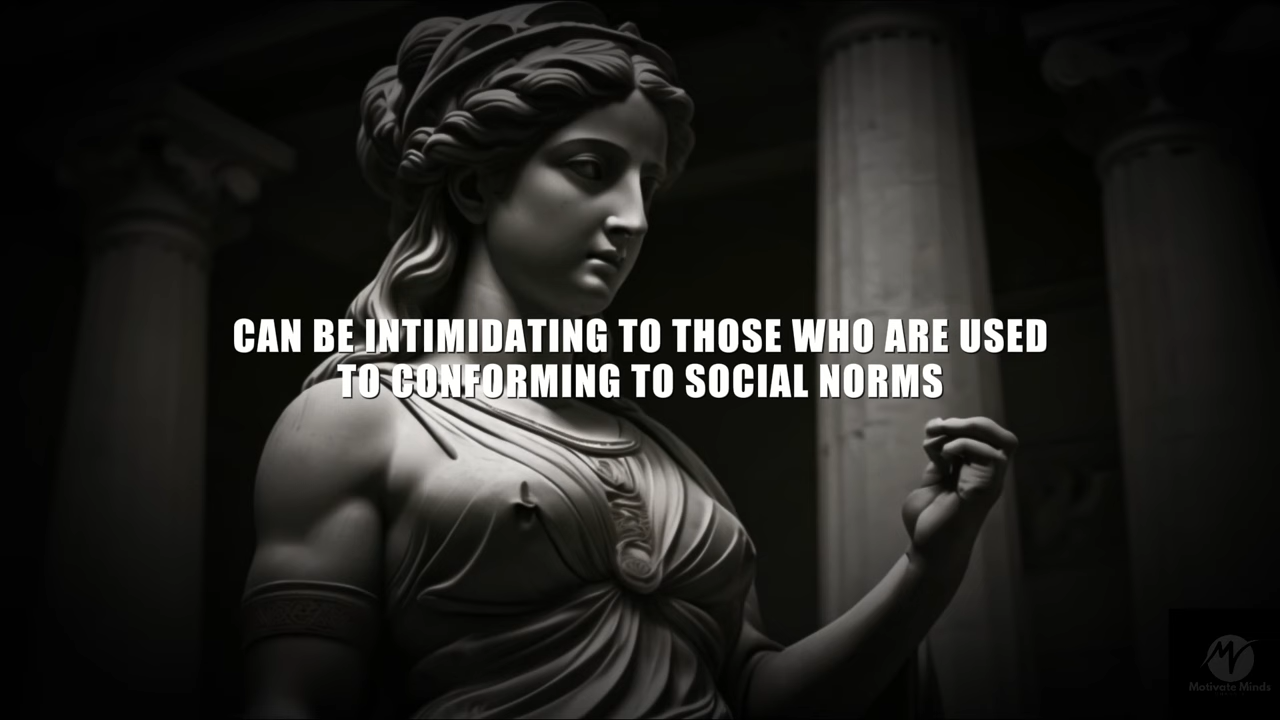 CAN BE INTIMIDATING TO THOSE WHO ARE USED
TO CONFORMING TO SOCIAL NORMS
Motivate Minds